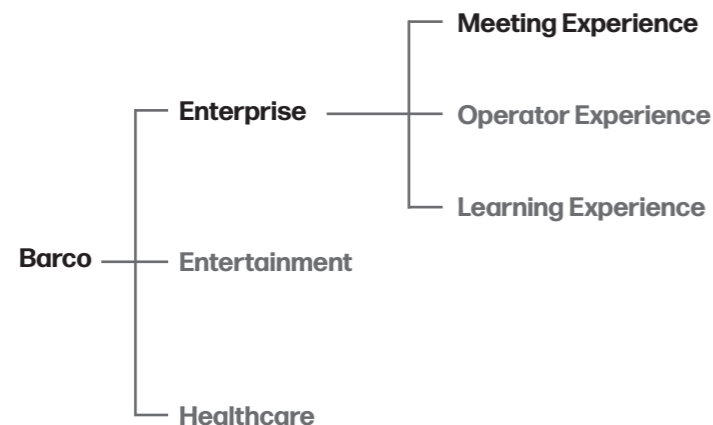 Meeting Experience
Enterprise
Operator Experience
Learning Experience
Barco
Entertainment
Healthcare